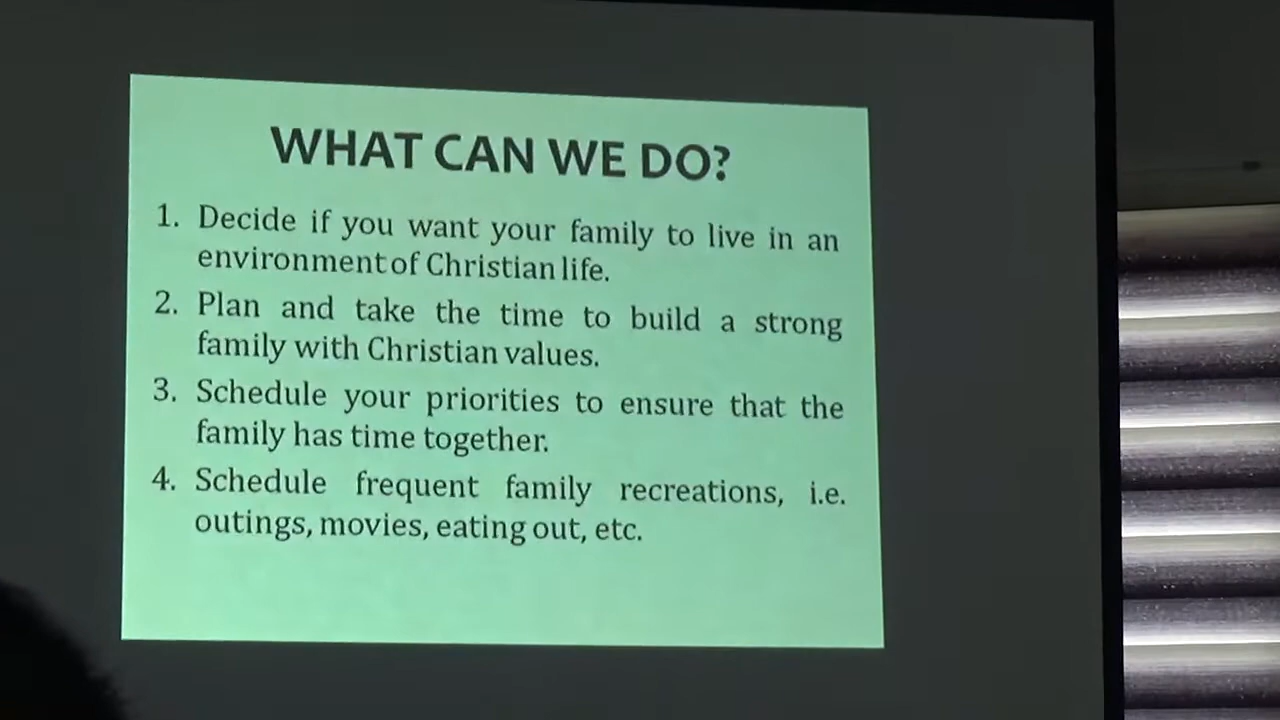 WHAT CAN WE DO?
1. Decide if you want your family to live in an
environment of Christian life.
2. Plan and take the time to build a strong
family with Christian values.
3. Schedule your priorities to ensure that the
family has time together.
4. Schedule frequent family recreations, i.e.
outings, movies, eating out, etc.